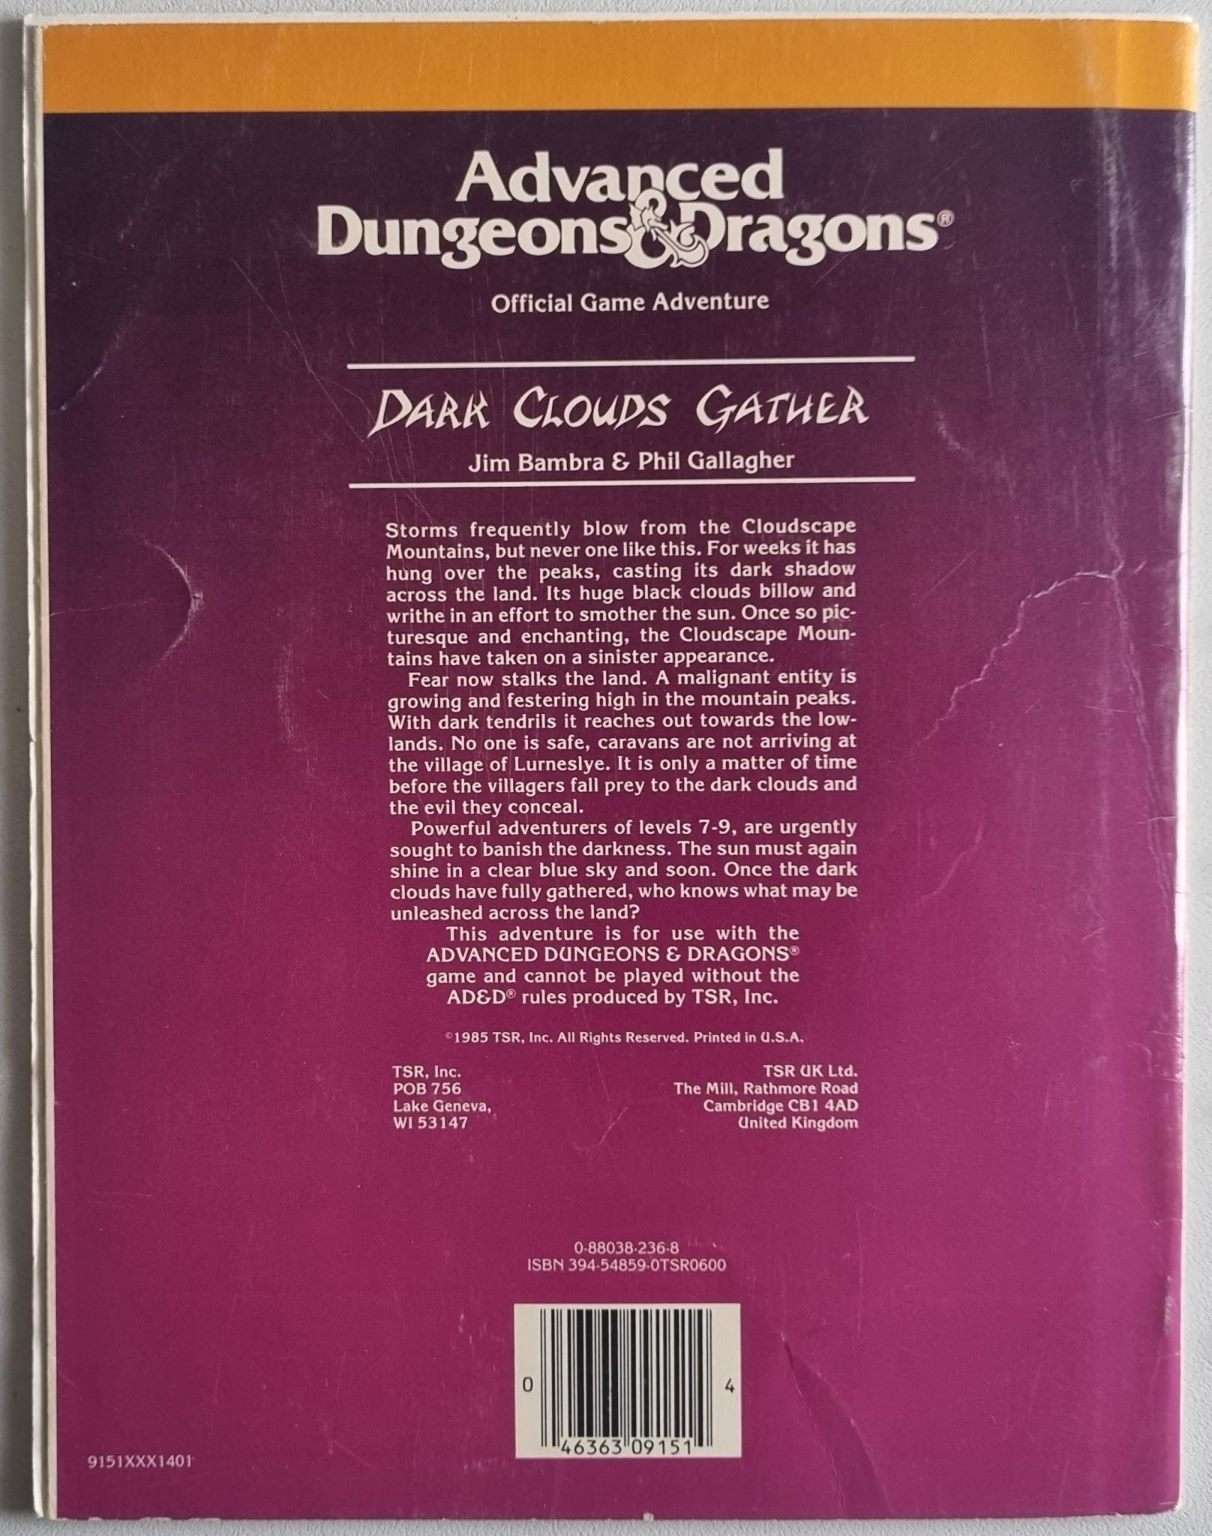 Advanced
Dungeons & Dragons®
Official Game Adventure
DARK CLOUDS GATHER
Jim Bambra & Phil Gallagher
Storms frequently blow from the Cloudscape
Mountains, but never one like this. For weeks it has
hung over the peaks, casting its dark shadow
across the land. Its huge black clouds billow and
writhe in an effort to smother the sun. Once so pic-
turesque and enchanting, the Cloudscape Moun-
tains have taken on a sinister appearance.
Fear now stalks the land. A malignant entity is
growing and festering high in the mountain peaks.
With dark tendrils it reaches out towards the low-
lands. No one is safe, caravans are not arriving at
the village of Lurneslye. It is only a matter of time
before the villagers fall prey to the dark clouds and
the evil they conceal.
Powerful adventurers of levels 7-9, are urgently
sought to banish the darkness. The sun must again
shine in a clear blue sky and soon. Once the dark
clouds have fully gathered, who knows what may be
unleashed across the land?
This adventure is for use with the
ADVANCED DUNGEONS & DRAGONS®
game and cannot be played without the
AD&D® rules produced by TSR, Inc.
©1985 TSR, Inc. All Rights Reserved. Printed in U.S.A.
TSR, Inc.
POB 756
Lake Geneva,
WI 53147
TSR UK Ltd.
The Mill, Rathmore Road
Cambridge CB1 4AD
United Kingdom
0-88038-236-8
ISBN 394-54859-0TSR0600
0 46363 09151 4
9151XXX1401